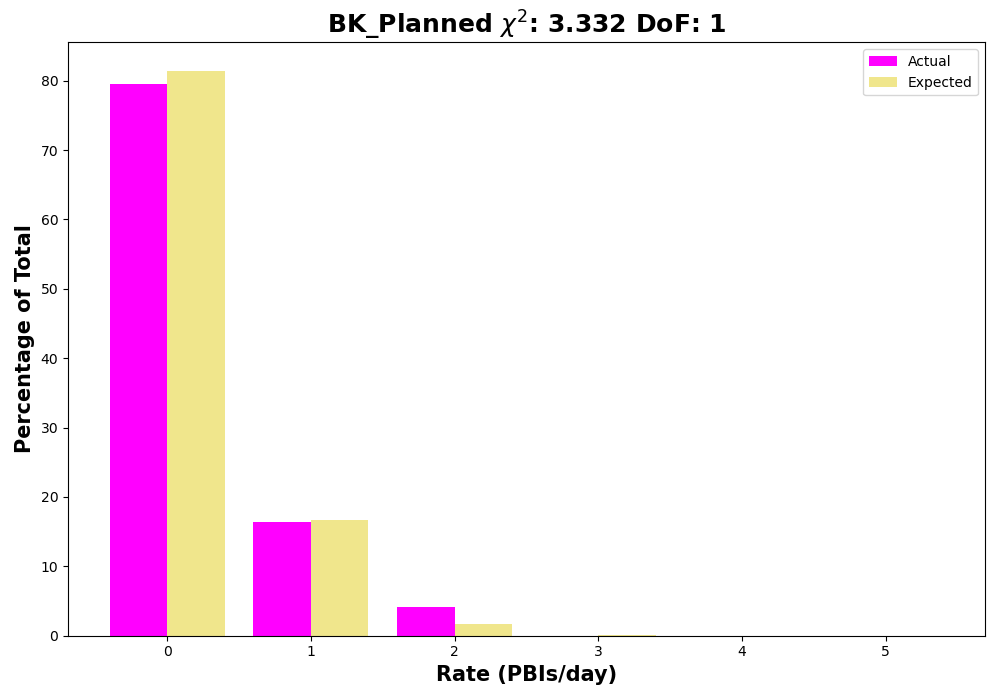 BK_Planned χ²: 3.332 DoF: 1
Actual
Expected
Percentage of Total
80
70
60
50
40
30
20
10
0
0 1 2 3 4 5
Rate (PBIs/day)